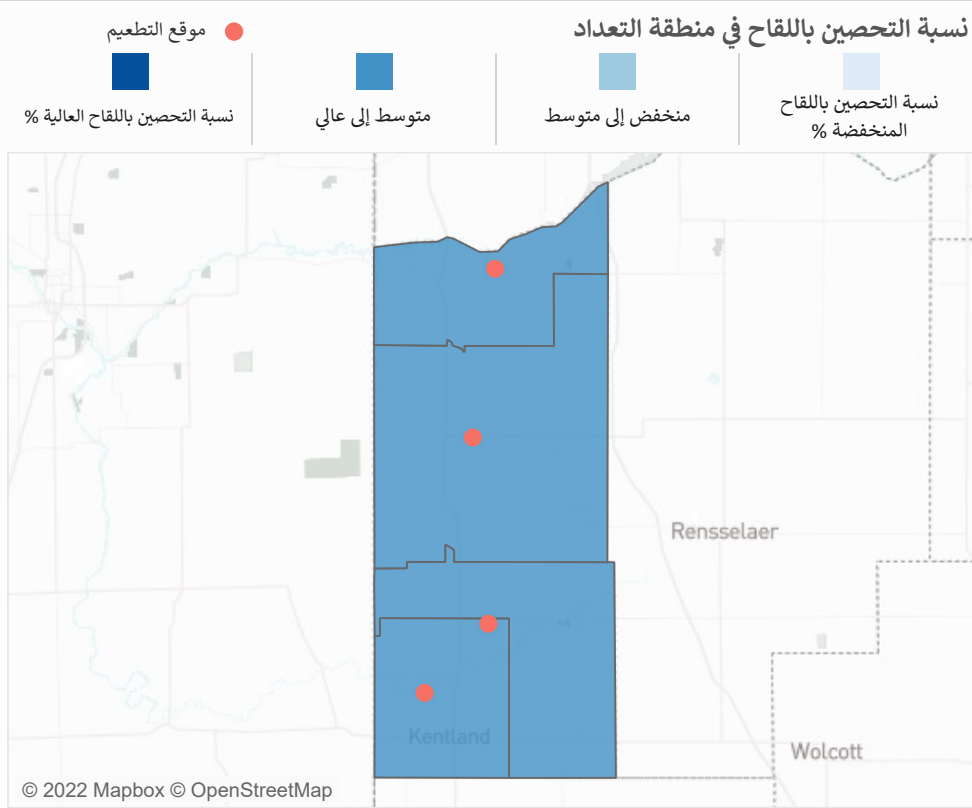 نسبة التحصين باللقاح في منطقة التعداد
موقع التطعيم
نسبة التحصين باللقاح
المنخفضة %
منخفض إلى متوسط
متوسط إلى عالي
نسبة التحصين باللقاح العالية %
Rensselaer
Kentland
Wolcott
© 2022 Mapbox © OpenStreetMap